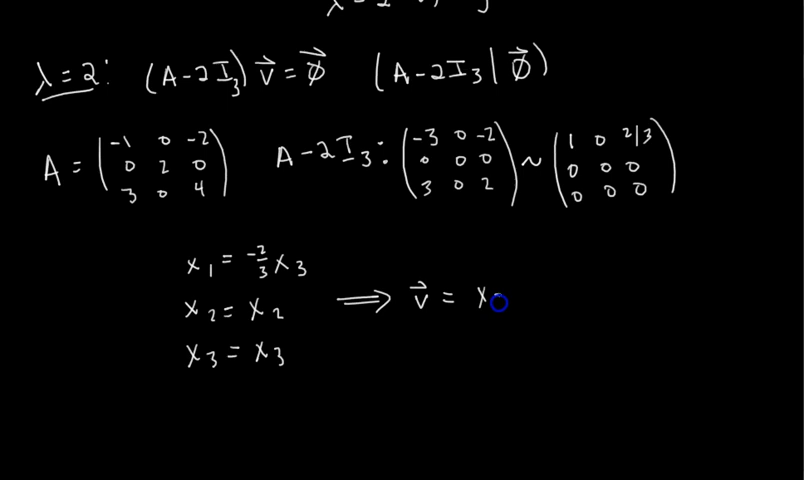 λ = 2: (A - 2I₃) v⃗ = 0⃗ (A - 2I₃ | 0⃗)
A = (-1 0 -2; 0 2 0; 3 0 4) A - 2I₃: (-3 0 -2; 0 0 0; 3 0 2) ~ (1 0 2/3; 0 0 0; 0 0 0)
x₁ = -2/3 x₃
x₂ = x₂ ⟹ v⃗ = x
x₃ = x₃